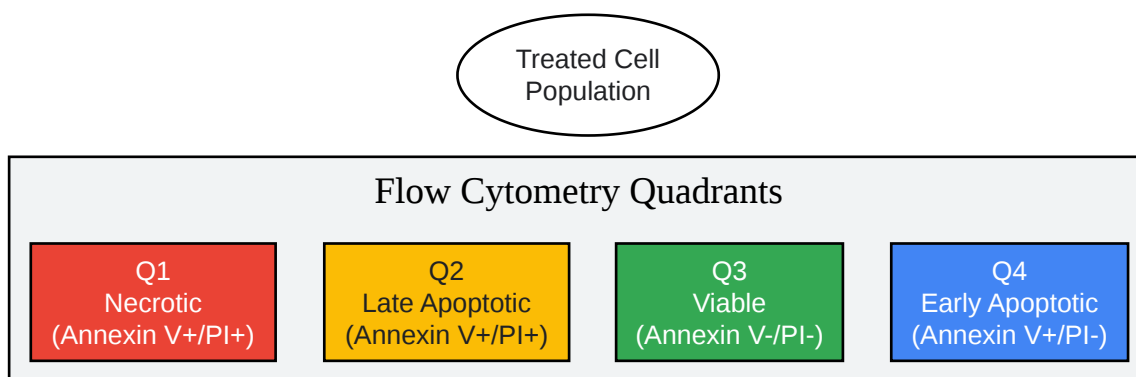 Treated Cell
Population
Flow Cytometry Quadrants
Q1
Necrotic
(Annexin V+/PI+)
Q2
Late Apoptotic
(Annexin V+/PI+)
Q3
Viable
(Annexin V-/PI-)
Q4
Early Apoptotic
(Annexin V+/PI-)